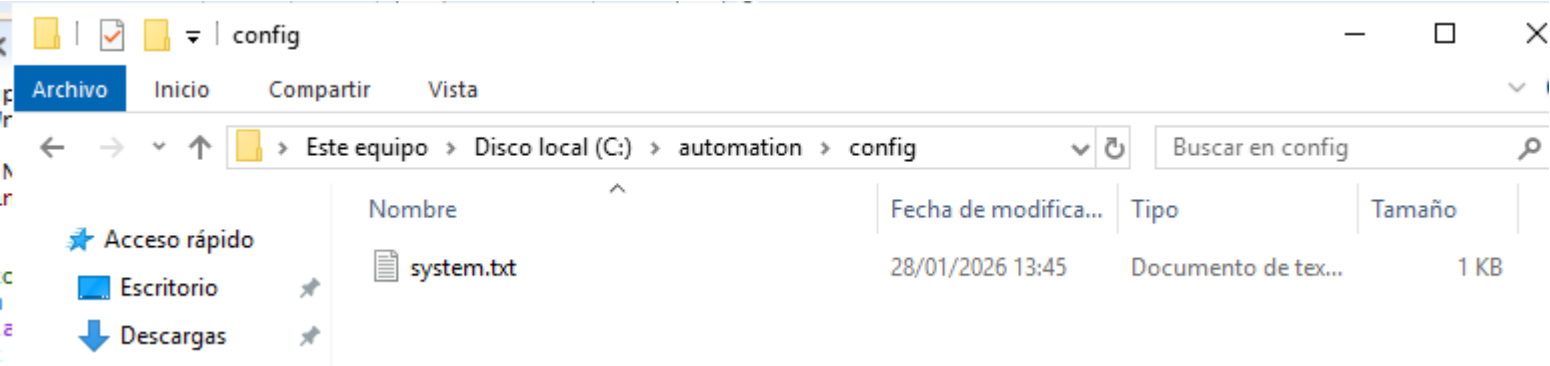 config
Archivo Inicio Compartir Vista
Este equipo > Disco local (C:) > automation > config Buscar en config
Nombre Fecha de modifica... Tipo Tamaño
Acceso rápido
system.txt 28/01/2026 13:45 Documento de tex... 1 KB
Escritorio
Descargas